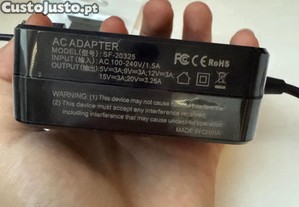 Custojusto.pt
AC ADAPTER
MODEL(型号): SF-20325
INPUT(输入): AC 100-240V/1.5A
OUTPUT(输出): 5V⎓3A;9V⎓3A;12V⎓3A;
15V⎓3A;20V⎓3.25A
FC CE RoHS
WARNING: (1) This device may not cause harmful interference
(2) This device must accept any interference received,
including interference that may cause undesired operation.
MADE IN CHINA